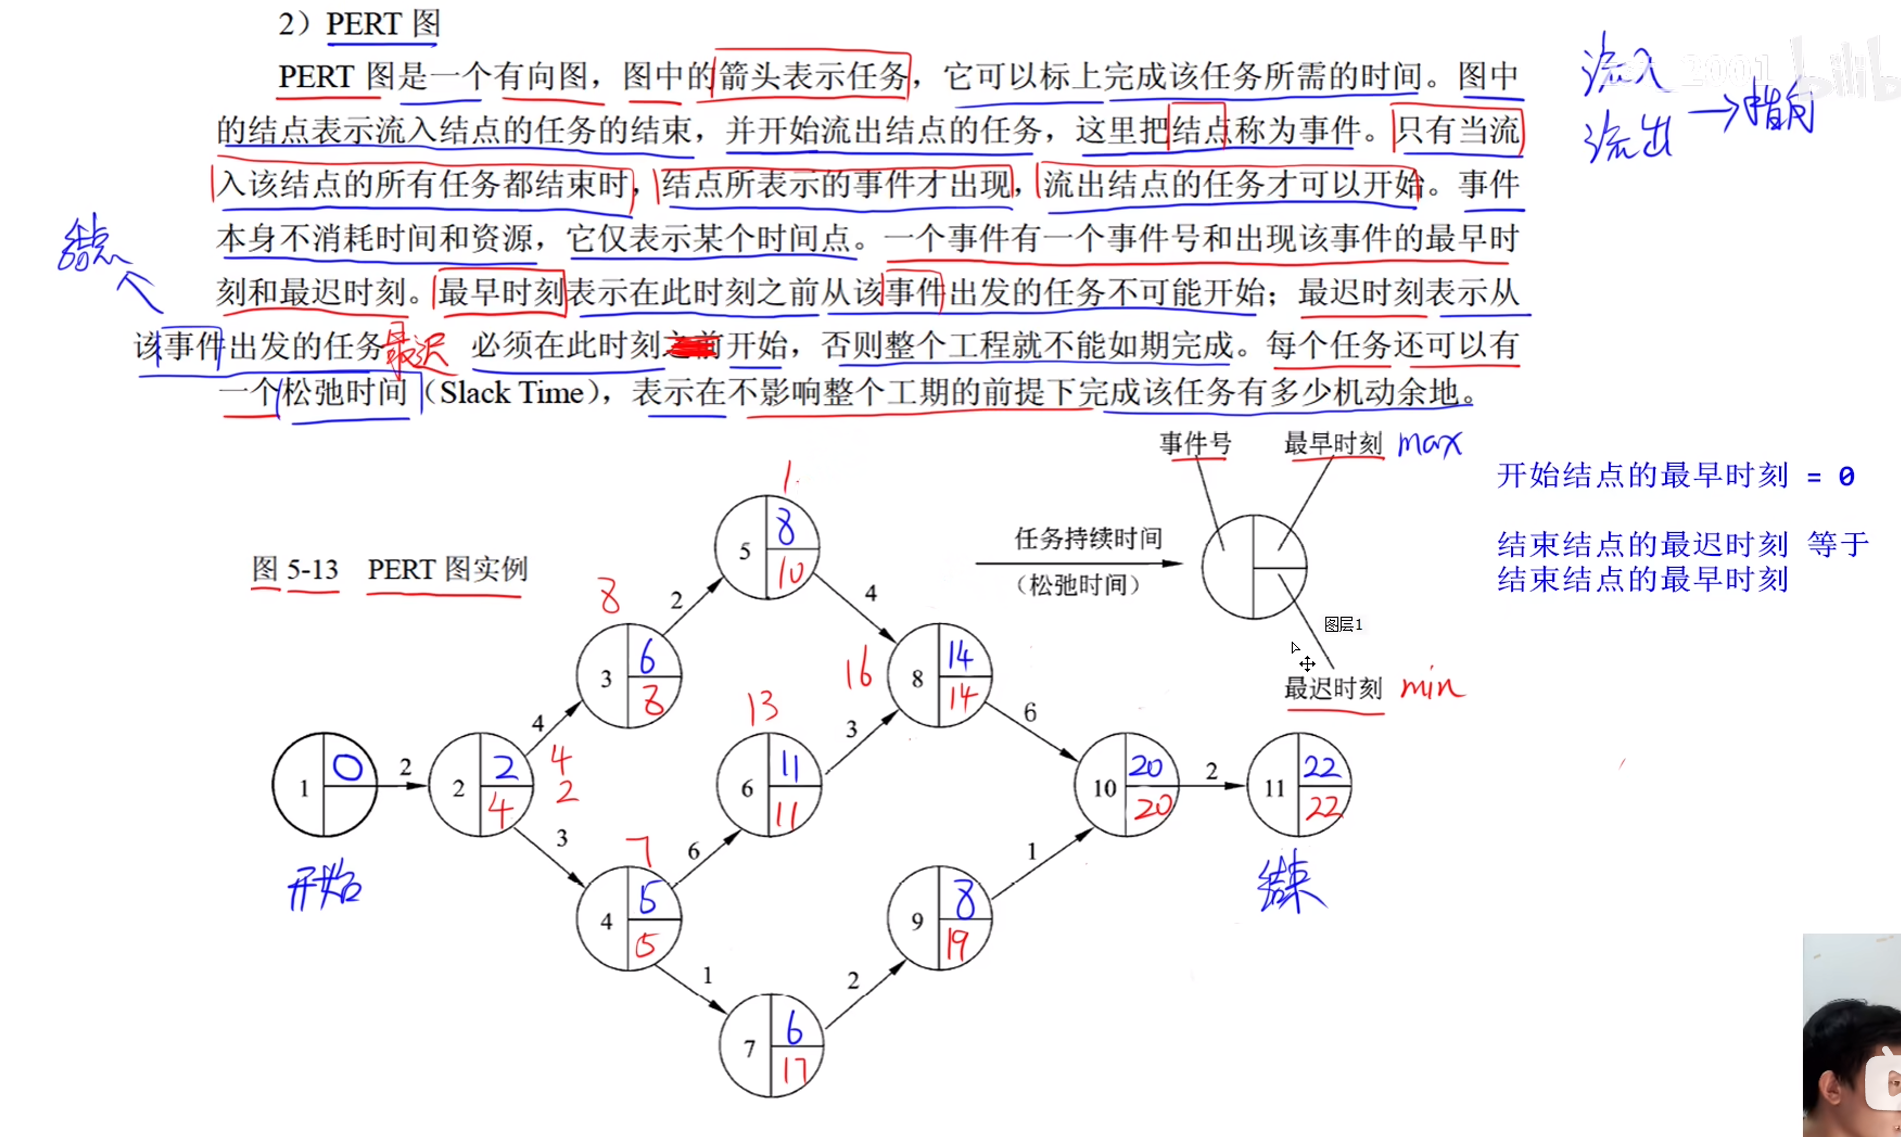 2）PERT 图
PERT 图是一个有向图，图中的箭头表示任务，它可以标上完成该任务所需的时间。图中
的结点表示流入结点的任务的结束，并开始流出结点的任务，这里把结点称为事件。只有当流
入该结点的所有任务都结束时，结点所表示的事件才出现，流出结点的任务才可以开始。事件
本身不消耗时间和资源，它仅表示某个时间点。一个事件有一个事件号和出现该事件的最早时
刻和最迟时刻。最早时刻表示在此时刻之前从该事件出发的任务不可能开始；最迟时刻表示从
该事件出发的任务最迟 必须在此时刻 开始，否则整个工程就不能如期完成。每个任务还可以有
一个松弛时间（Slack Time），表示在不影响整个工期的前提下完成该任务有多少机动余地。
流入
流出 →指向
2001 bilib
结点
事件号 最早时刻 max
任务持续时间
（松弛时间）
图层1
最迟时刻 min
开始结点的最早时刻 = 0
结束结点的最迟时刻 等于
结束结点的最早时刻
图 5-13 PERT 图实例
1.
5 8 10
8
2
4
3 6 8
16
8 14 14
13
4
3
6
1 0
2
2 2 4
4
2
6 11 11
10 20 20
2
11 22 22
开始
3
7
6
1
结束
4 5 5
9 8 19
1
2
7 6 17